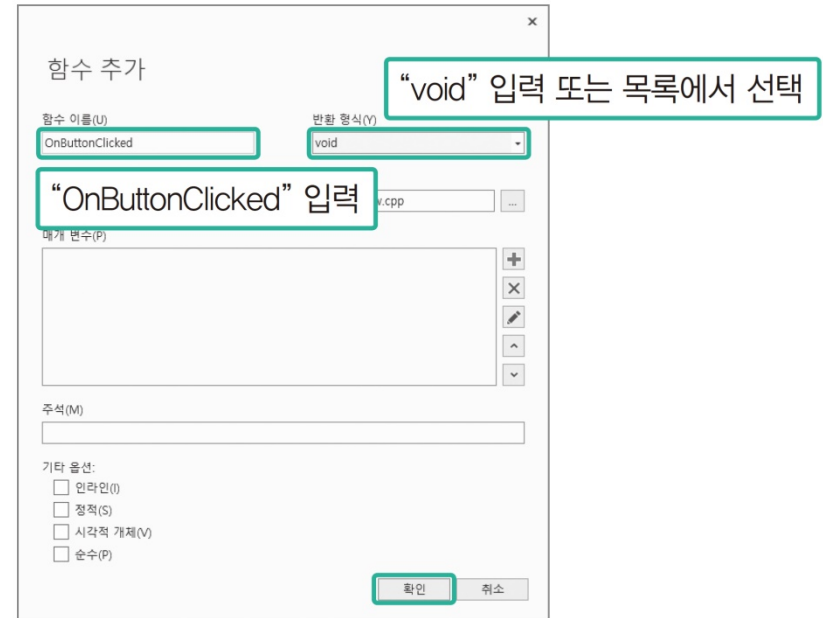 함수 추가
“void” 입력 또는 목록에서 선택
함수 이름(U)
반환 형식(Y)
OnButtonClicked
void
“OnButtonClicked” 입력
.cpp
...
매개 변수(P)
주석(M)
기타 옵션:
인라인(I)
정적(S)
시각적 개체(V)
순수(P)
확인
취소